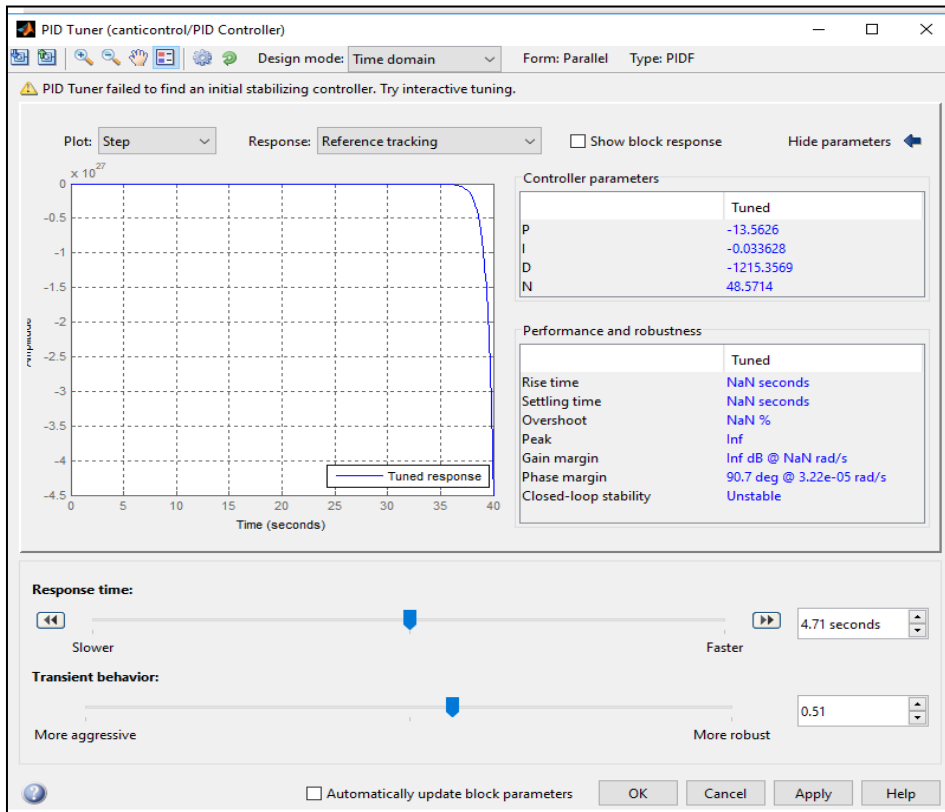 PID Tuner (canticontrol/PID Controller)
Design mode: Time domain Form: Parallel Type: PIDF
PID Tuner failed to find an initial stabilizing controller. Try interactive tuning.
Plot: Step Response: Reference tracking Show block response Hide parameters
x 10^27
0
-0.5
-1
-1.5
-2
-2.5
-3
-3.5
-4
-4.5
Amplitude
Tuned response
0 5 10 15 20 25 30 35 40
Time (seconds)
Controller parameters
Tuned
P -13.5626
I -0.033628
D -1215.3569
N 48.5714
Performance and robustness
Tuned
Rise time NaN seconds
Settling time NaN seconds
Overshoot NaN %
Peak Inf
Gain margin Inf dB @ NaN rad/s
Phase margin 90.7 deg @ 3.22e-05 rad/s
Closed-loop stability Unstable
Response time:
4.71 seconds
Slower Faster
Transient behavior:
0.51
More aggressive More robust
Automatically update block parameters OK Cancel Apply Help